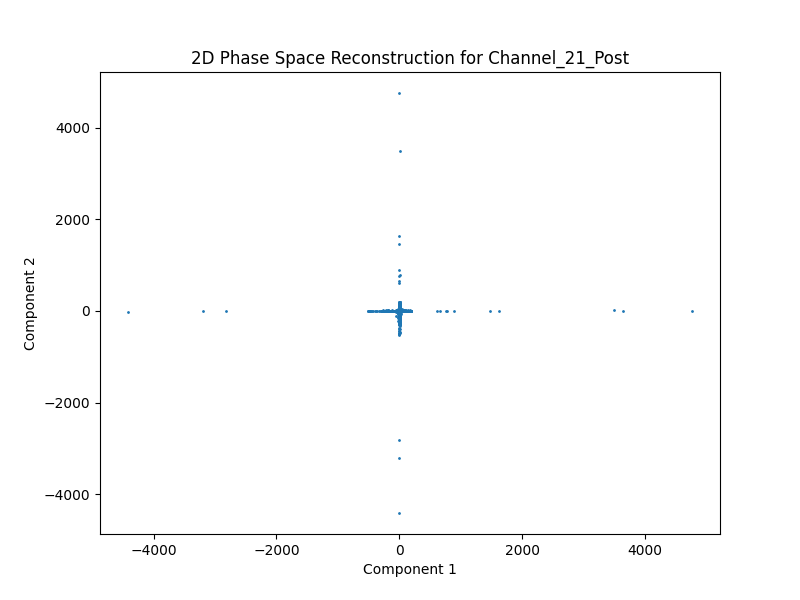 2D Phase Space Reconstruction for Channel_21_Post
4000
2000
0
−2000
−4000
Component 2
−4000 −2000 0 2000 4000
Component 1